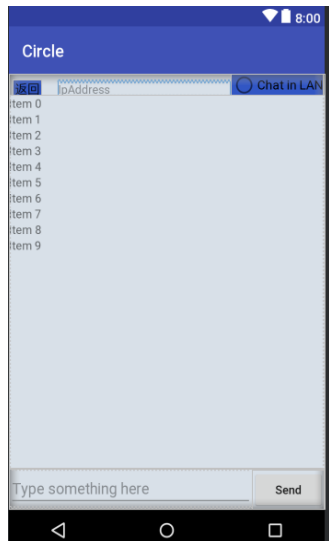 8:00
Circle
返回 IpAddress Chat in LAN
Item 0
Item 1
Item 2
Item 3
Item 4
Item 5
Item 6
Item 7
Item 8
Item 9
Type something here Send